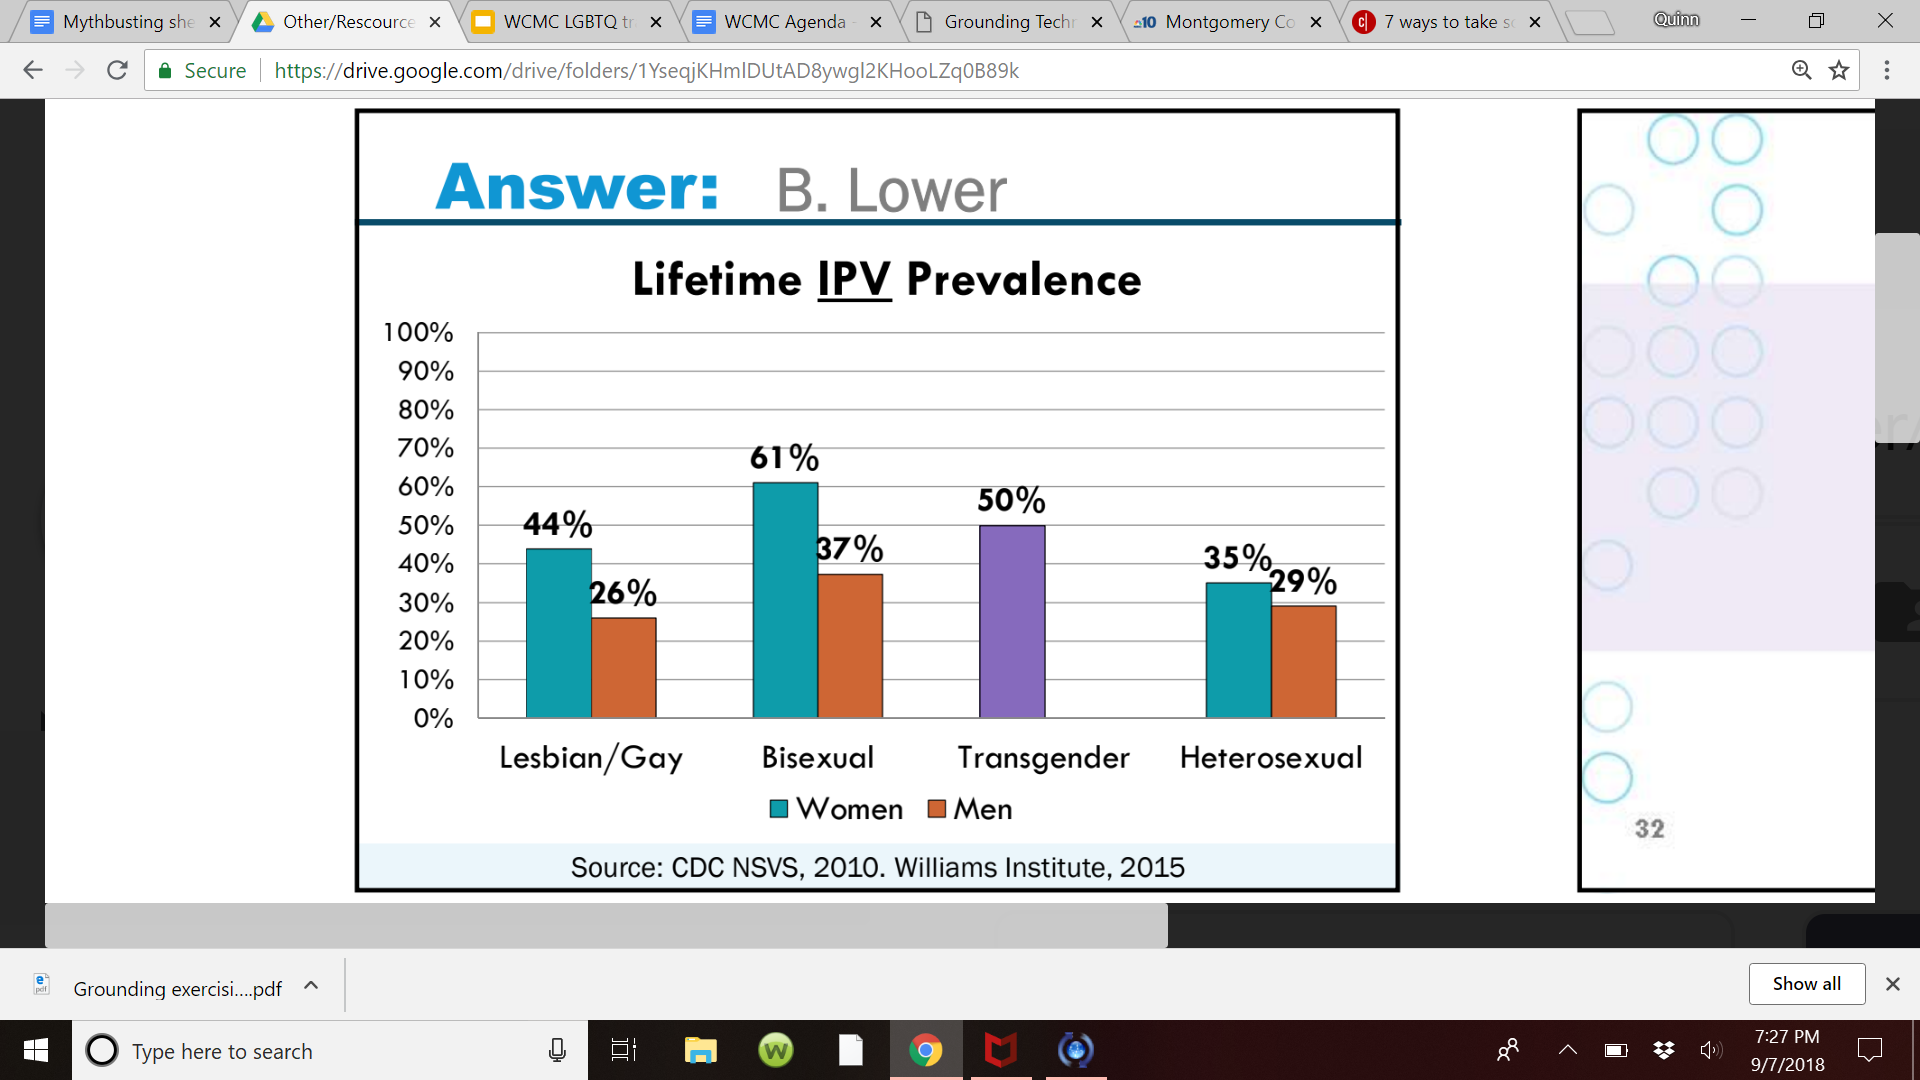 Mythbusting she
Other/Rescource
WCMC LGBTQ tr
WCMC Agenda -
Grounding Techn
Montgomery Co
7 ways to take s
Quinn
Secure
https://drive.google.com/drive/folders/1YseqjKHmlDUtAD8ywgl2KHooLZq0B89k
Answer: B. Lower
Lifetime IPV Prevalence
100%
90%
80%
70%
60%
50%
40%
30%
20%
10%
0%
44%
26%
61%
37%
50%
35%
29%
Lesbian/Gay
Bisexual
Transgender
Heterosexual
Women
Men
Source: CDC NSVS, 2010. Williams Institute, 2015
32
Grounding exercisi....pdf
Show all
Type here to search
7:27 PM
9/7/2018